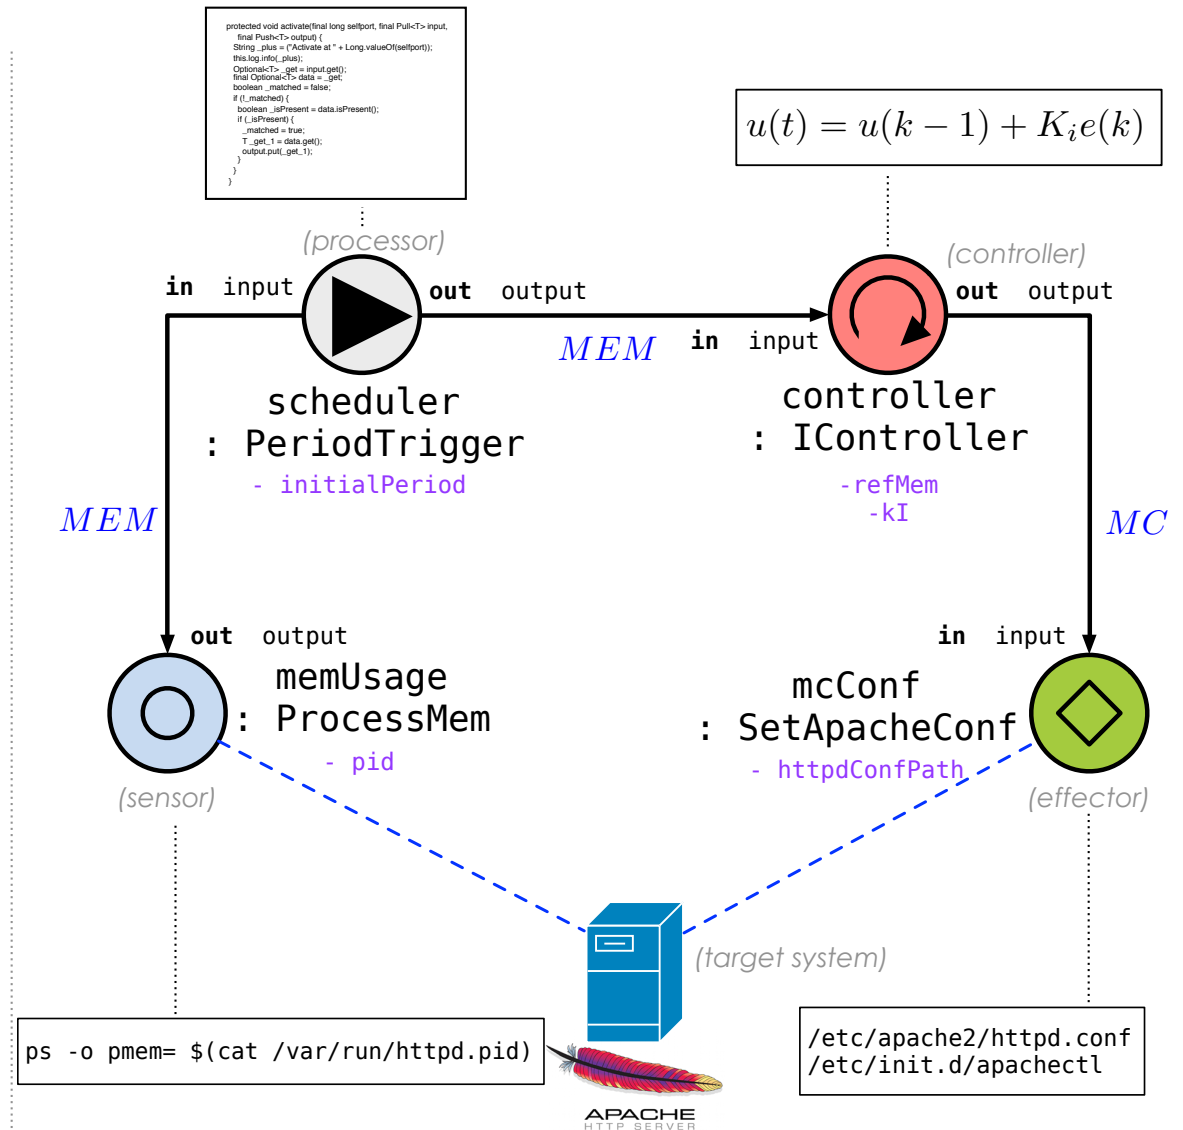 protected void activate(final long selfport, final Pull<T> input,
final Push<T> output) {
String _plus = ("Activate at " + Long.valueOf(selfport));
this.log.info(_plus);
Optional<T> _get = input.get();
final Optional<T> data = _get;
boolean _matched = false;
if (!_matched) {
boolean _isPresent = data.isPresent();
if (_isPresent) {
_matched = true;
T _get_1 = data.get();
output.put(_get_1);
}
}
}
u(t) = u(k − 1) + K_i e(k)
(processor)
(controller)
in input
out output
out output
MEM
in input
scheduler
: PeriodTrigger
- initialPeriod
controller
: IController
-refMem
-kI
MEM
MC
out output
in input
memUsage
: ProcessMem
- pid
mcConf
: SetApacheConf
- httpdConfPath
(sensor)
(effector)
(target system)
ps -o pmem= $(cat /var/run/httpd.pid)
/etc/apache2/httpd.conf
/etc/init.d/apachectl
APACHE
HTTP SERVER